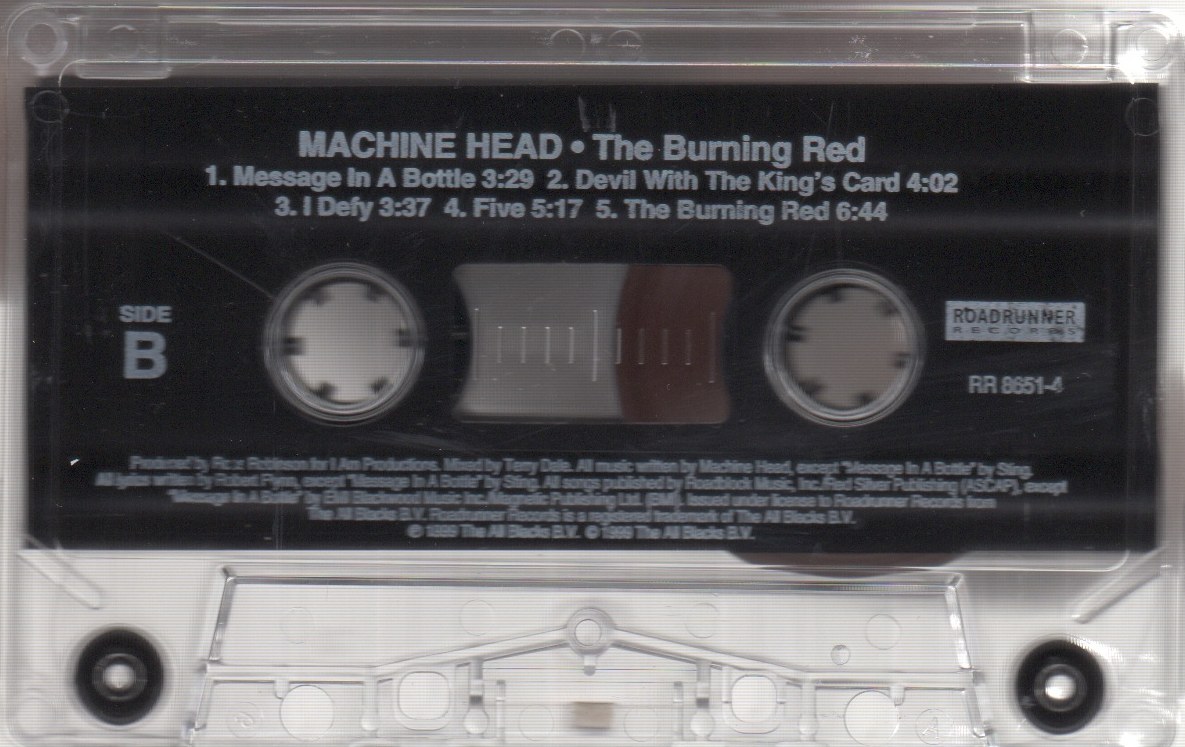 MACHINE HEAD • The Burning Red
1. Message In A Bottle 3:29 2. Devil With The King's Card 4:02
3. I Defy 3:37 4. Five 5:17 5. The Burning Red 6:44
SIDE
B
ROADRUNNER
RECORDS
RR 8651-4
Produced by Ross Robinson for I Am Productions. Mixed by Terry Date. All music written by Machine Head, except "Message In A Bottle" by Sting.
All lyrics written by Robert Flynn, except "Message In A Bottle" by Sting. All songs published by Roadblock Music, Inc./Red Silver Publishing (ASCAP), except
"Message In A Bottle" by EMI Blackwood Music Inc./Magnetic Publishing Ltd. (BMI). Issued under license to Roadrunner Records from
The All Blacks B.V. Roadrunner Records is a registered trademark of The All Blacks B.V.
℗ 1999 The All Blacks B.V. © 1999 The All Blacks B.V.